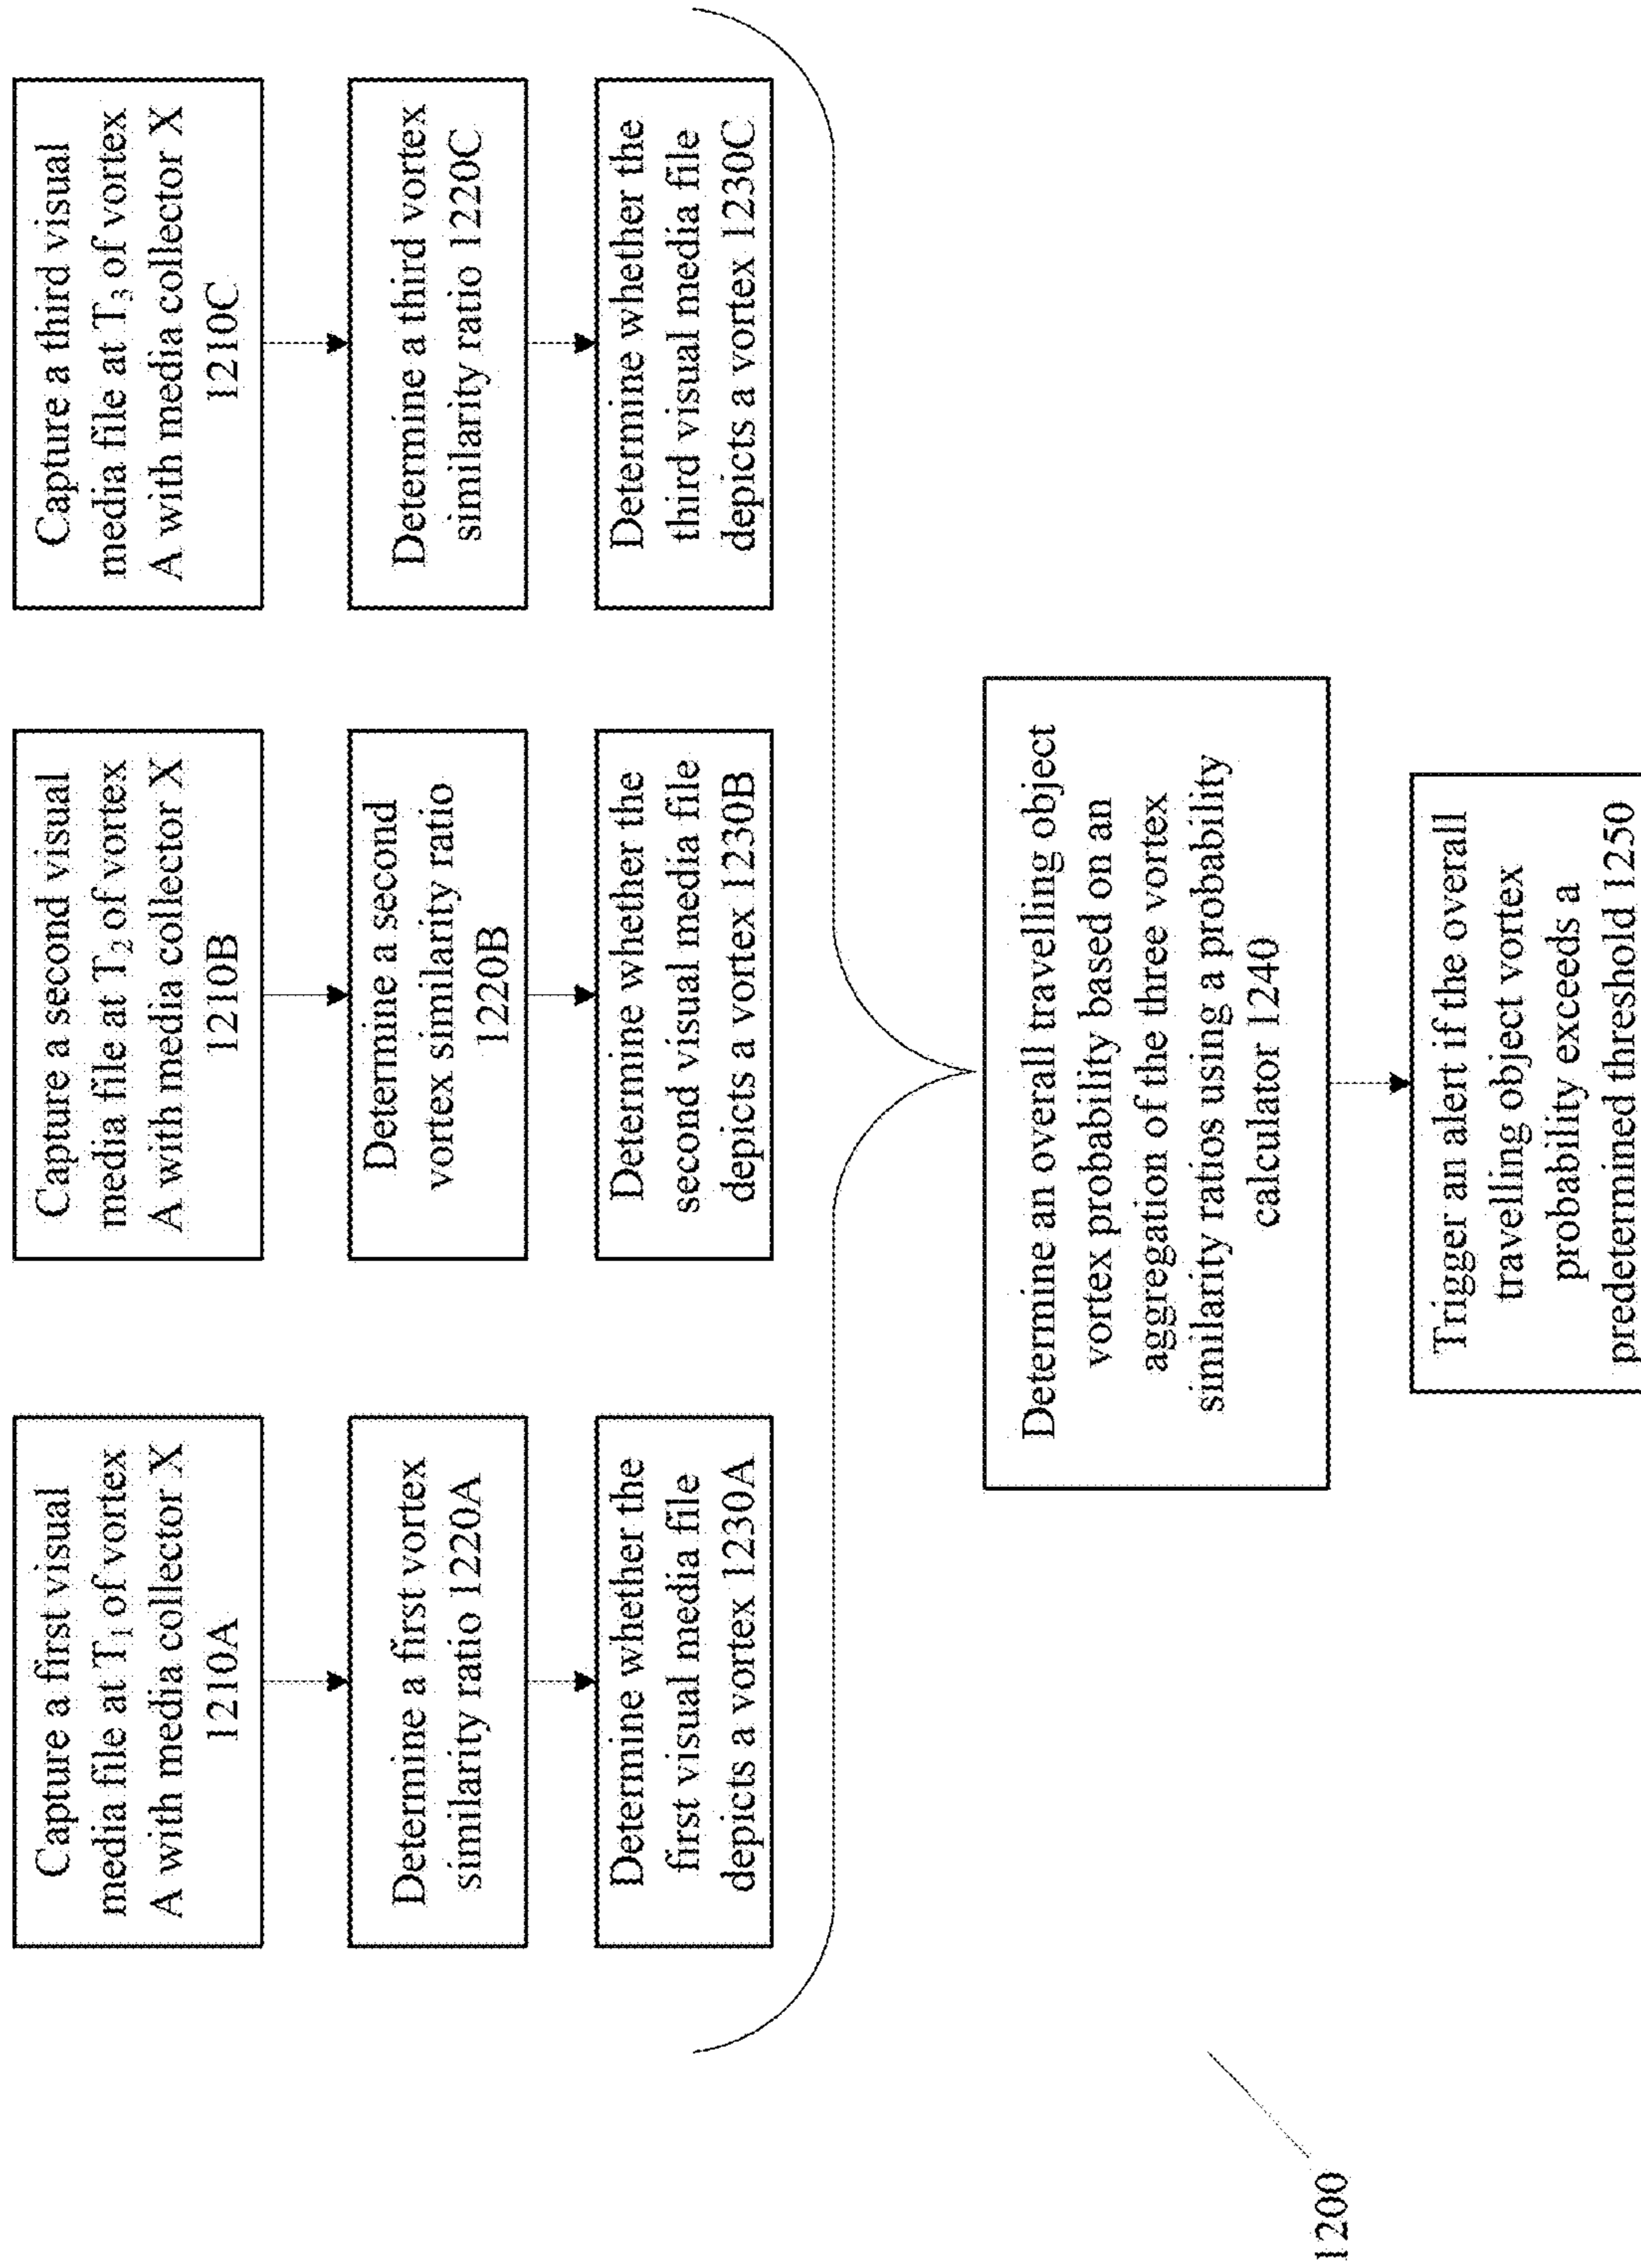 Capture a first visual
media file at T₁ of vortex
A with media collector X
1210A
Determine a first vortex
similarity ratio 1220A
Determine whether the
first visual media file
depicts a vortex 1230A
Capture a second visual
media file at T₂ of vortex
A with media collector X
1210B
Determine a second
vortex similarity ratio
1220B
Determine whether the
second visual media file
depicts a vortex 1230B
Capture a third visual
media file at T₃ of vortex
A with media collector X
1210C
Determine a third vortex
similarity ratio 1220C
Determine whether the
third visual media file
depicts a vortex 1230C
Determine an overall travelling object
vortex probability based on an
aggregation of the three vortex
similarity ratios using a probability
calculator 1240
Trigger an alert if the overall
travelling object vortex
probability exceeds a
predetermined threshold 1250
1200